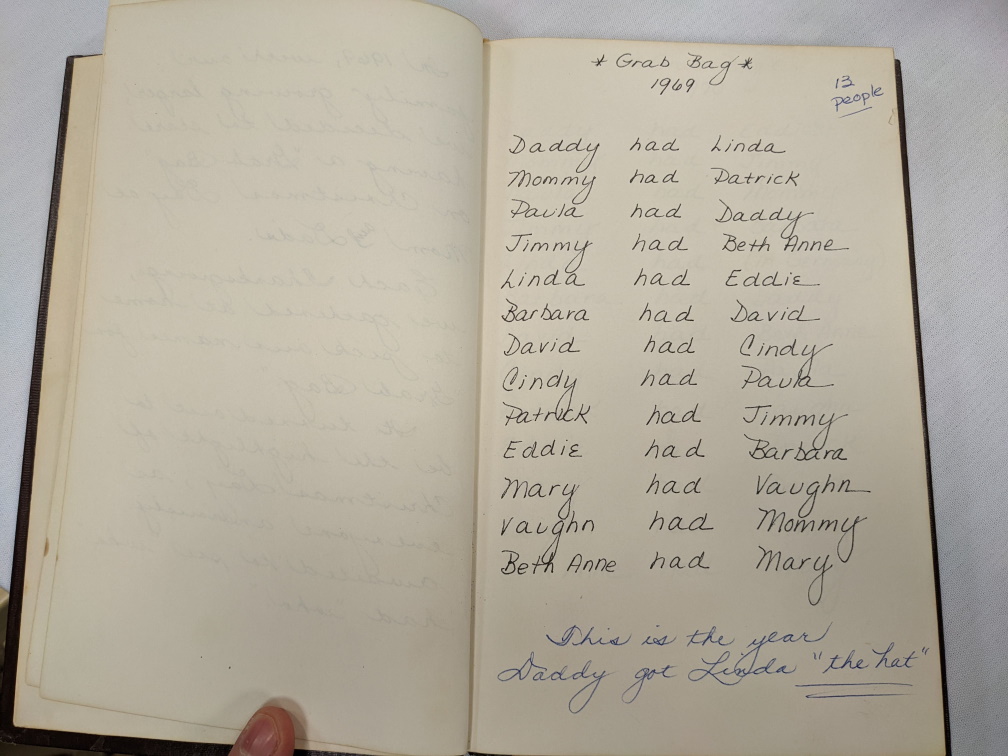 * Grab Bag *
1969
13
people
Daddy had Linda
Mommy had Patrick
Paula had Daddy
Jimmy had Beth Anne
Linda had Eddie
Barbara had David
David had Cindy
Cindy had Paula
Patrick had Jimmy
Eddie had Barbara
Mary had Vaughn
Vaughn had Mommy
Beth Anne had Mary
This is the year
Daddy got Linda "the hat"